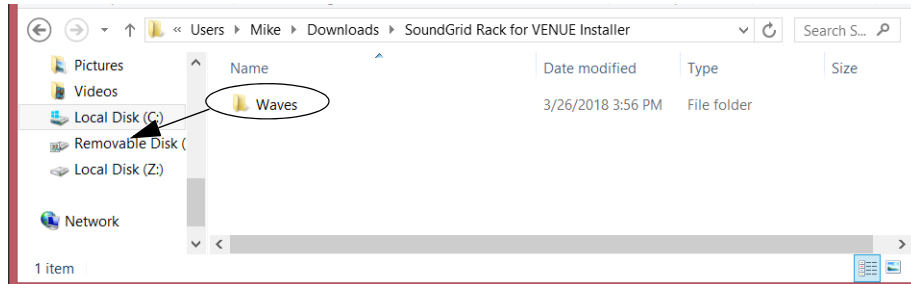 « Users Mike Downloads SoundGrid Rack for VENUE Installer Search S...
Pictures Name Date modified Type Size
Videos
Waves 3/26/2018 3:56 PM File folder
Local Disk (C:)
Removable Disk (
Local Disk (Z:)
Network
1 item